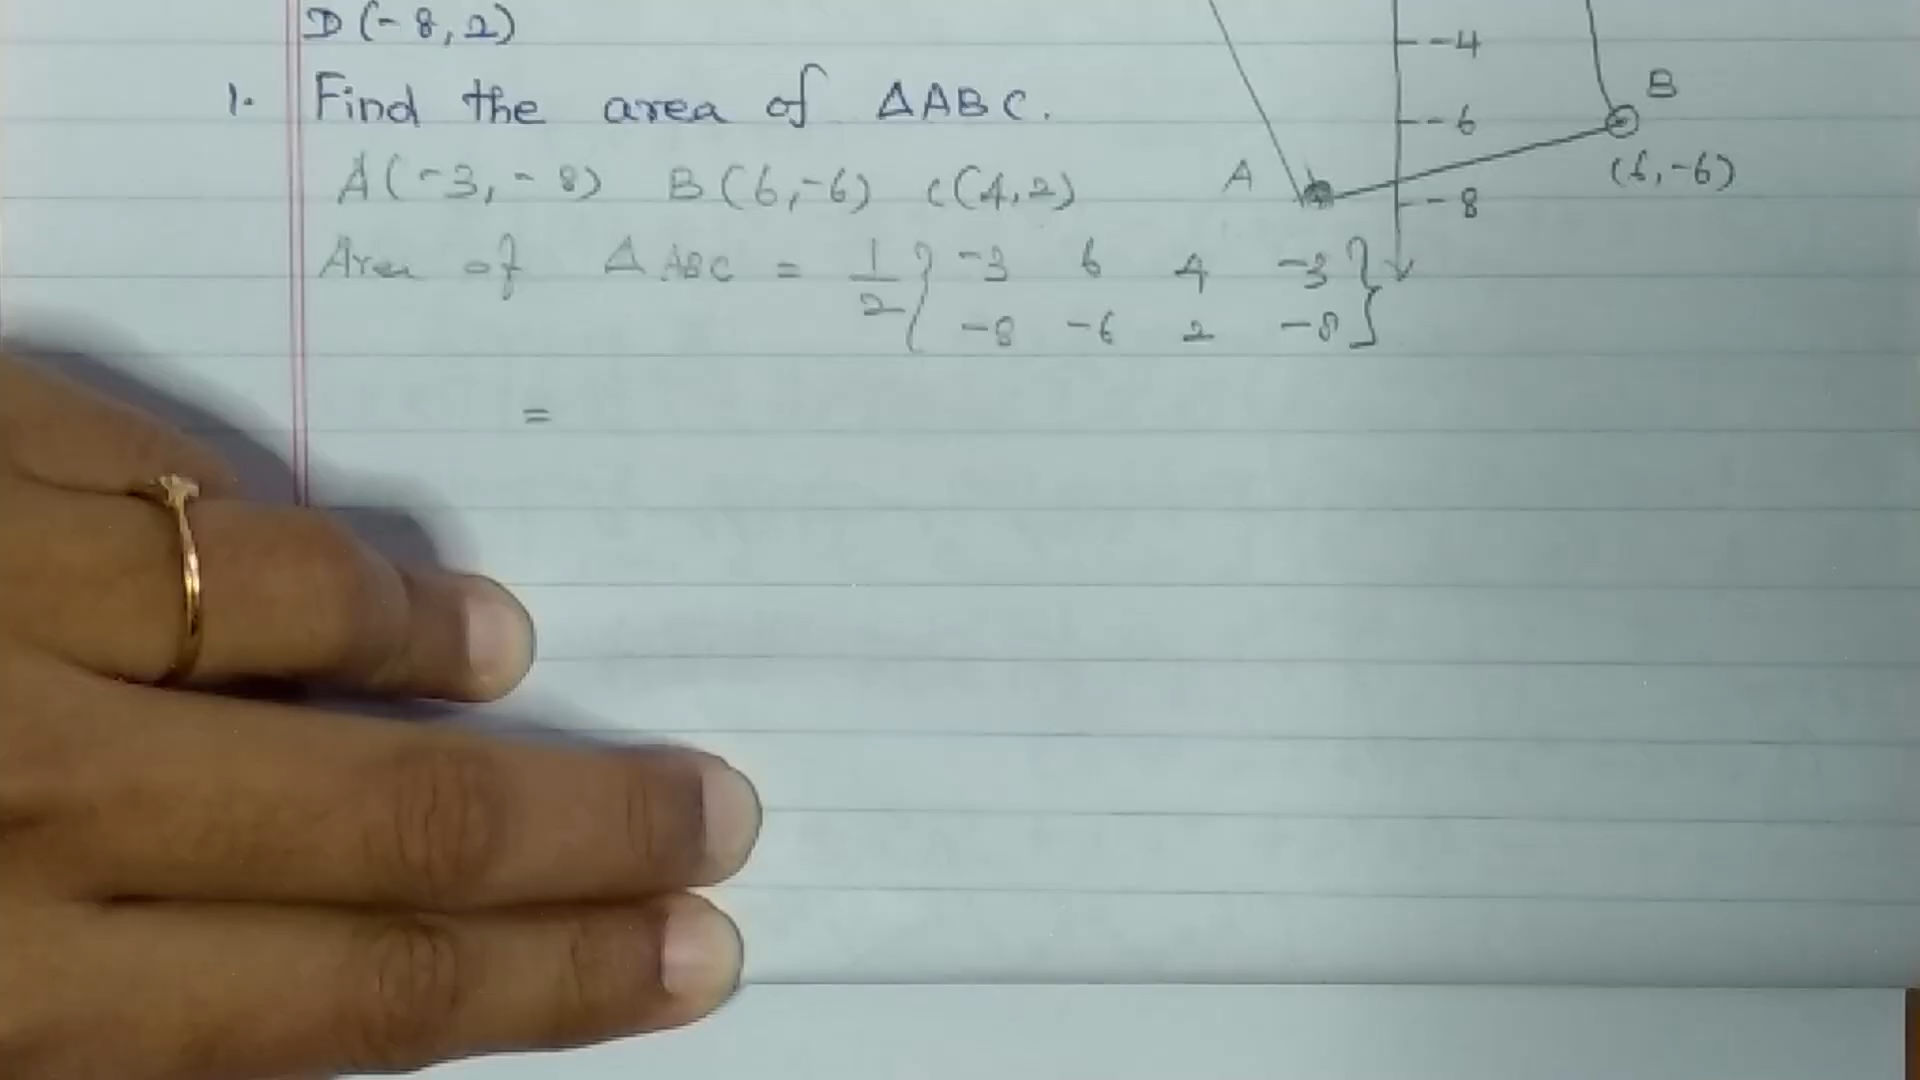 D(-8,2)
1. Find the area of ΔABC.
A(-3,-8) B(6,-6) C(4,2)
Area of ΔABC = 1/2 { -3 6 4 -3 }
-8 -6 2 -8
=
-4
-6
-8
A
B
(6,-6)